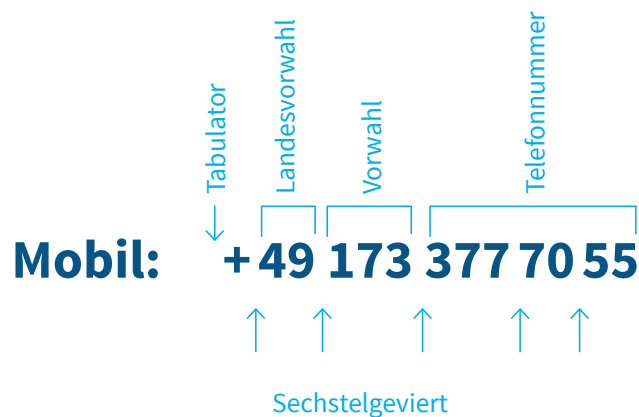 Tabulator
Landesvorwahl
Vorwahl
Telefonnummer
Mobil: +49 173 377 70 55
Sechstelgeviert